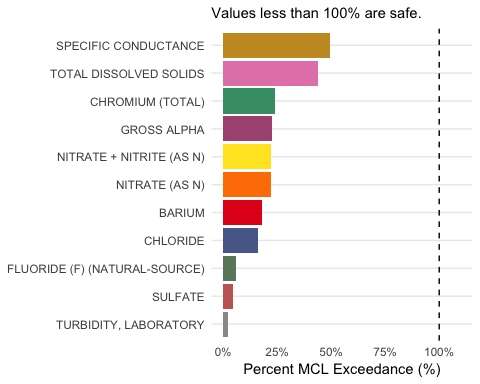 Values less than 100% are safe.
SPECIFIC CONDUCTANCE
TOTAL DISSOLVED SOLIDS
CHROMIUM (TOTAL)
GROSS ALPHA
NITRATE + NITRITE (AS N)
NITRATE (AS N)
BARIUM
CHLORIDE
FLUORIDE (F) (NATURAL-SOURCE)
SULFATE
TURBIDITY, LABORATORY
0% 25% 50% 75% 100%
Percent MCL Exceedance (%)